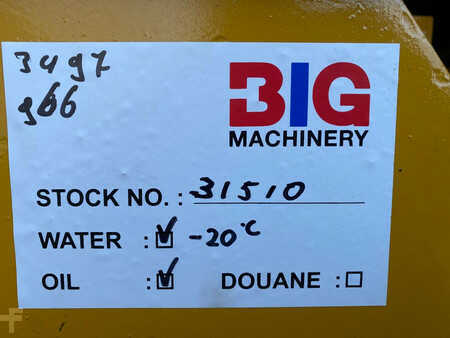 3497
966
BIG
MACHINERY
STOCK NO. : 31510
WATER : ☑ -20°C
OIL : ☑ DOUANE : ☐